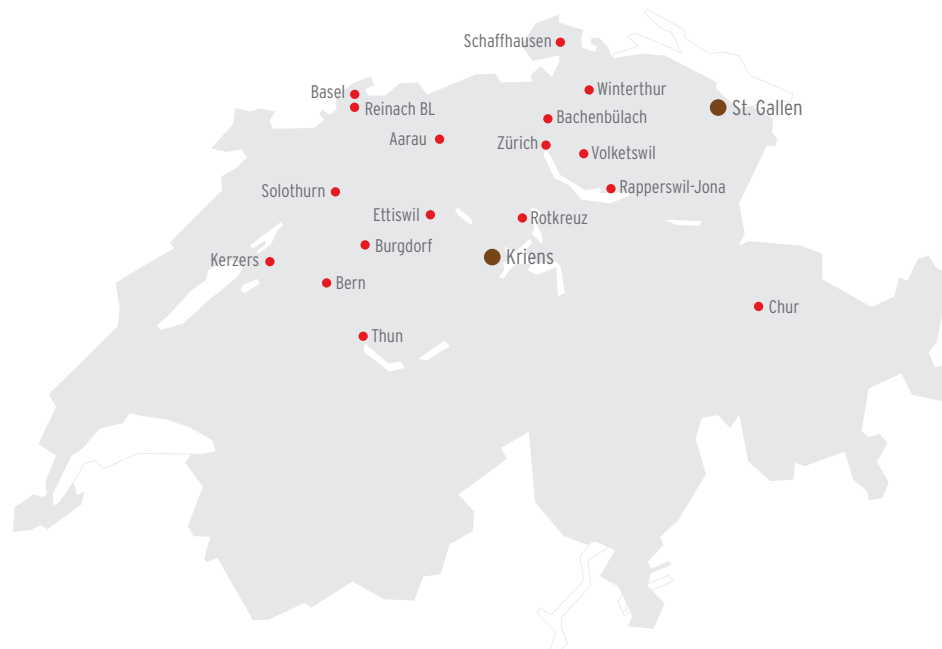 Schaffhausen
Basel
Winterthur
Reinach BL
St. Gallen
Bachenbülach
Aarau
Zürich
Volketswil
Rapperswil-Jona
Solothurn
Ettiswil
Rotkreuz
Burgdorf
Kriens
Kerzers
Bern
Chur
Thun